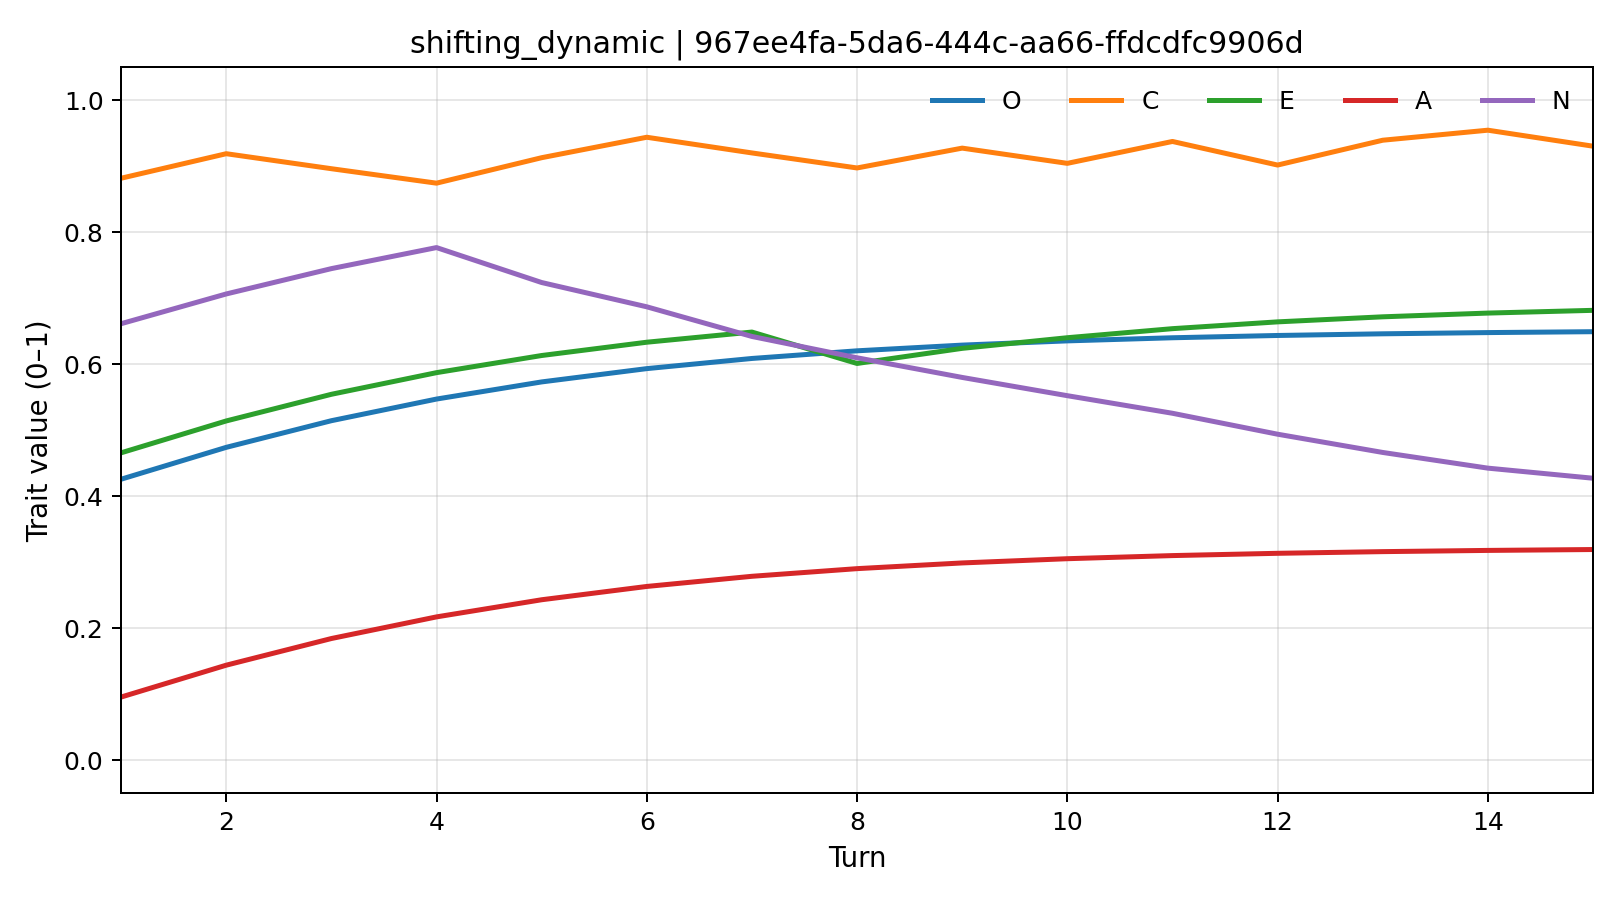 shifting_dynamic | 967ee4fa-5da6-444c-aa66-ffdcdfc9906d
O C E A N
Trait value (0–1)
1.0
0.8
0.6
0.4
0.2
0.0
2 4 6 8 10 12 14
Turn